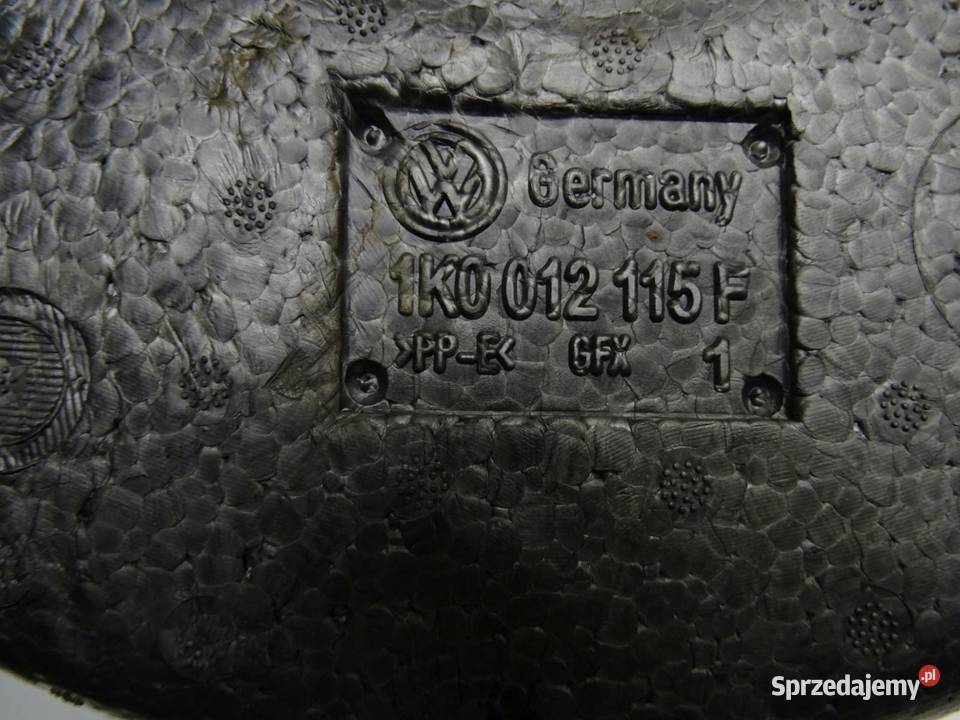 VW Germany
1K0 012 115 F
>PP-E< GFX 1
Sprzedajemy.pl